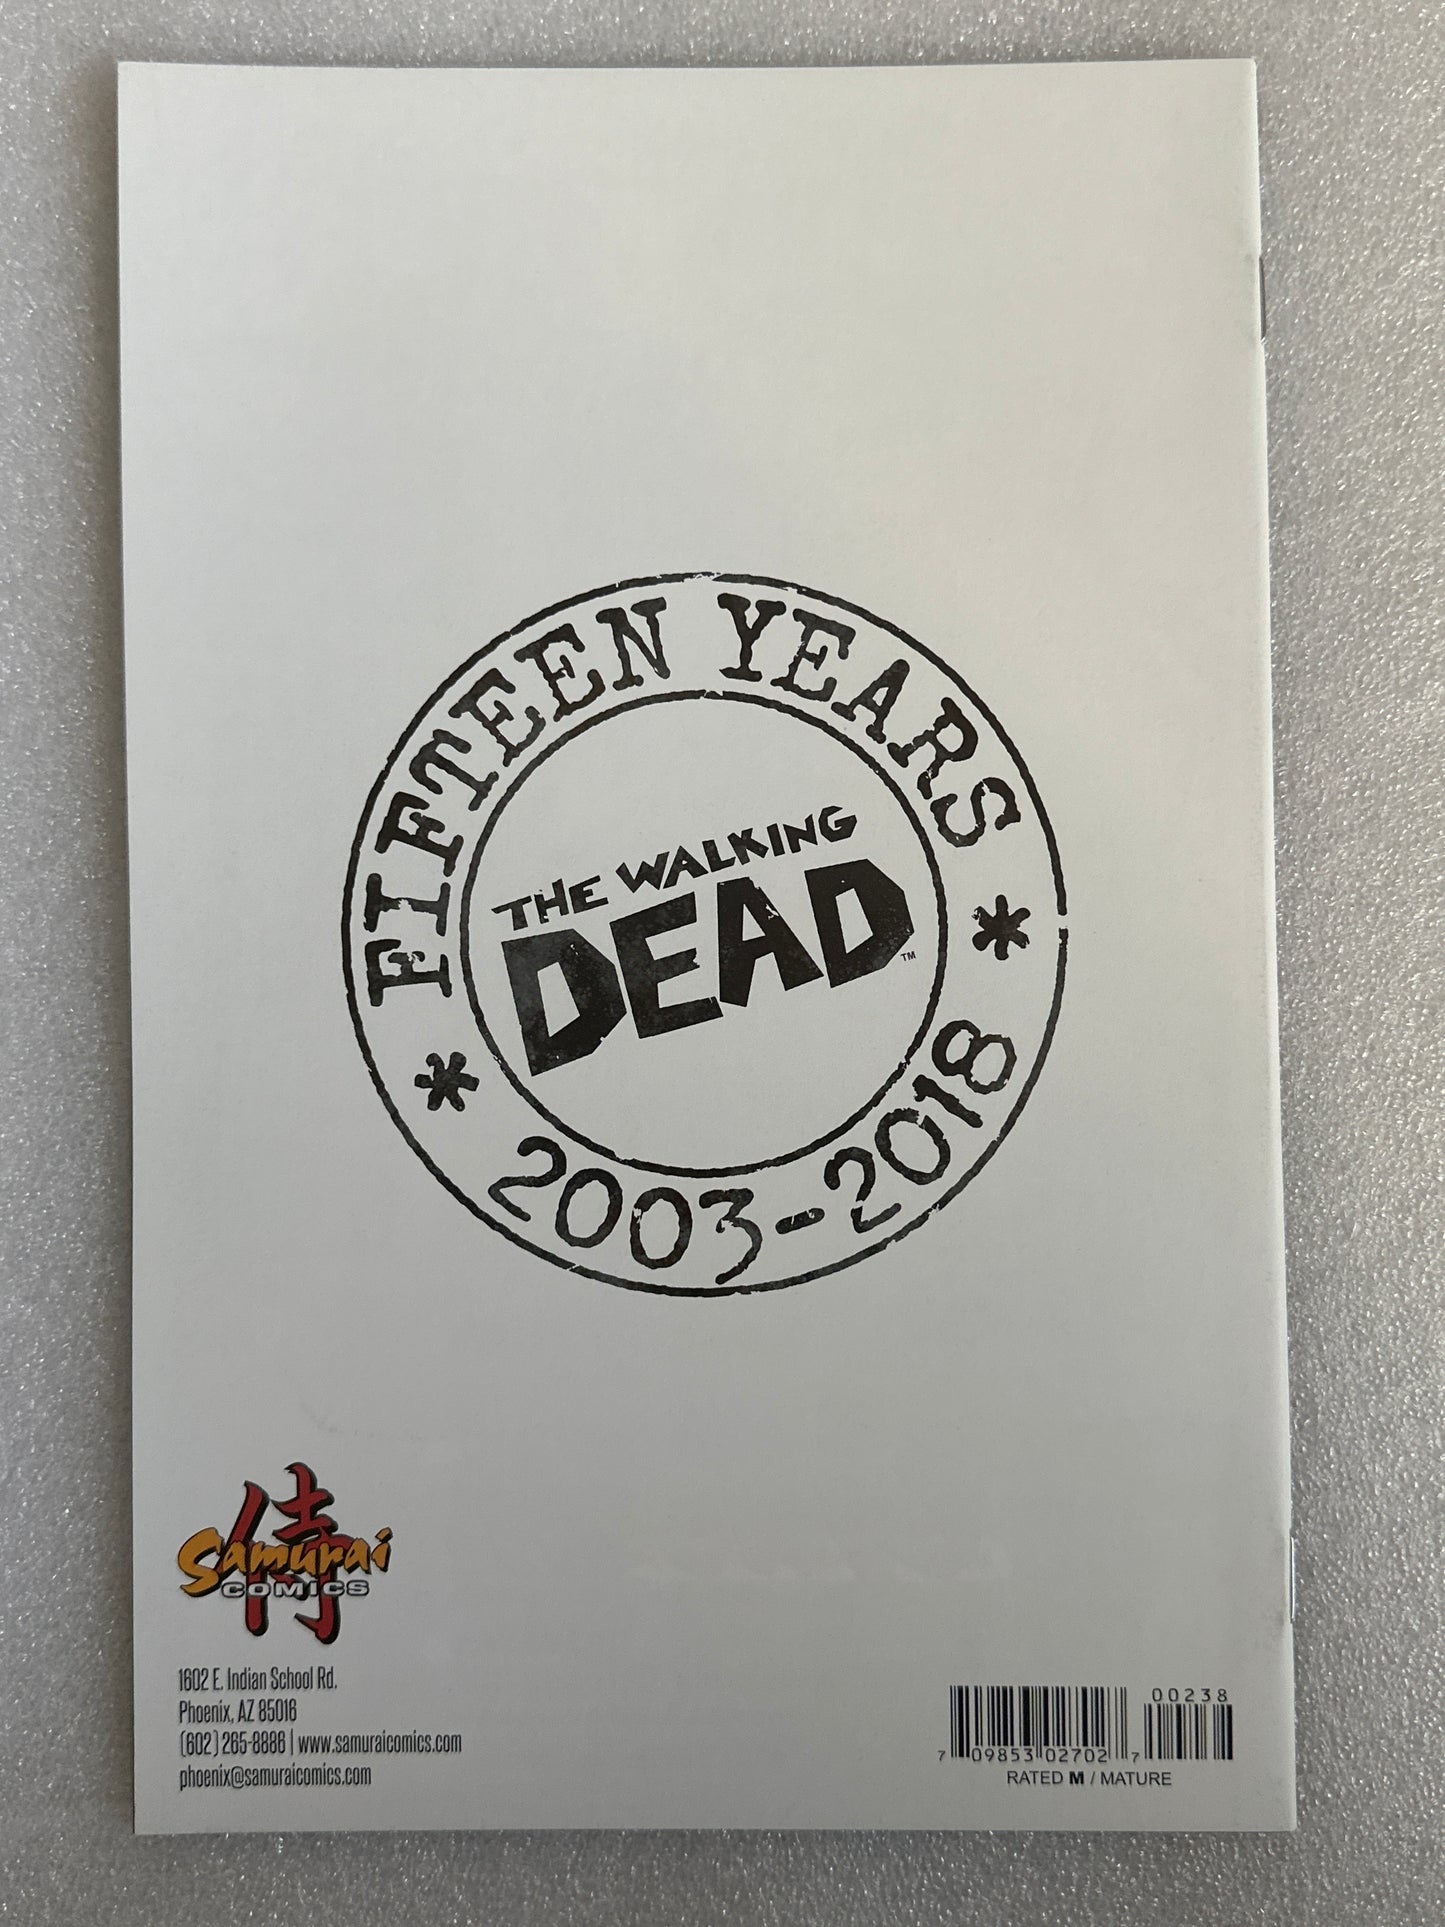 FIFTEEN YEARS
THE WALKING
DEAD™
* 2003-2018 *
侍
Samurai
COMICS
1602 E. Indian School Rd.
Phoenix, AZ 85016
(602) 265-8886 | www.samuraicomics.com
phoenix@samuraicomics.com
00238
7 09853 02702 7
RATED M / MATURE